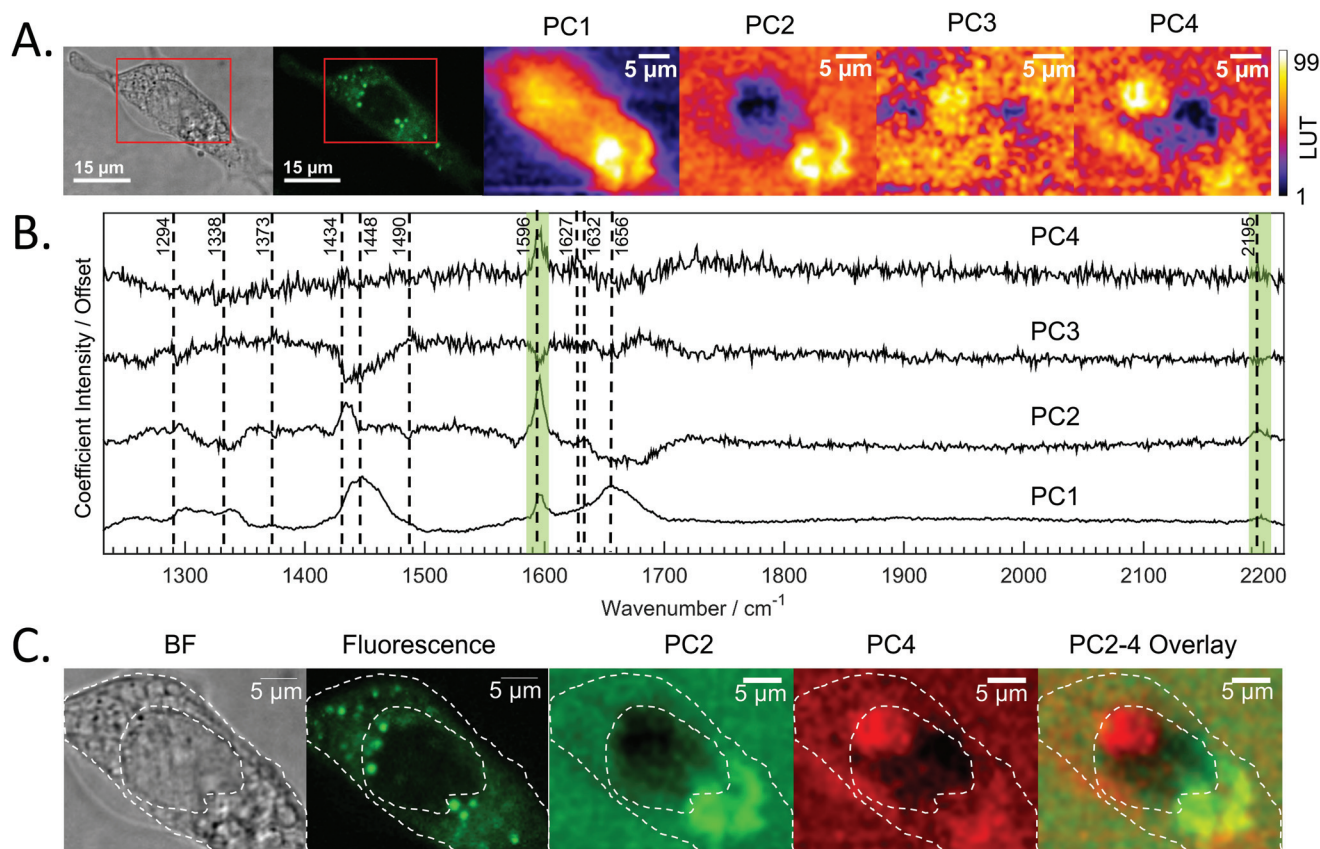 A.
PC1
PC2
PC3
PC4
15 µm
15 µm
5 µm
5 µm
5 µm
5 µm
99
LUT
1
B.
1294
1338
1373
1434
1448
1490
1596
1627
1632
1656
2195
PC4
PC3
PC2
PC1
Coefficient Intensity / Offset
1300
1400
1500
1600
1700
1800
1900
2000
2100
2200
Wavenumber / cm⁻¹
C.
BF
Fluorescence
PC2
PC4
PC2-4 Overlay
5 µm
5 µm
5 µm
5 µm
5 µm